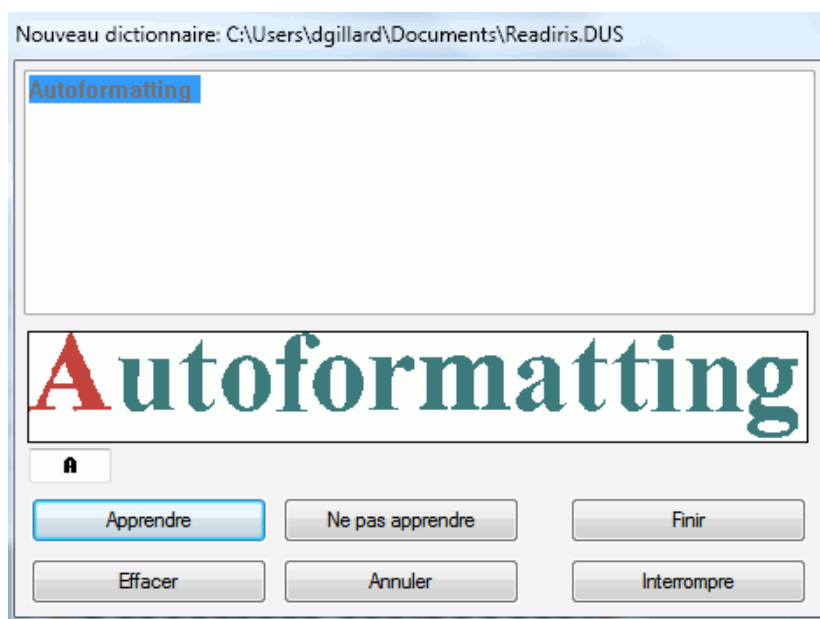 Nouveau dictionnaire: C:\Users\dgillard\Documents\Readiris.DUS
Autoformatting
Autoformatting
A
Apprendre Ne pas apprendre Finir
Effacer Annuler Interrompre